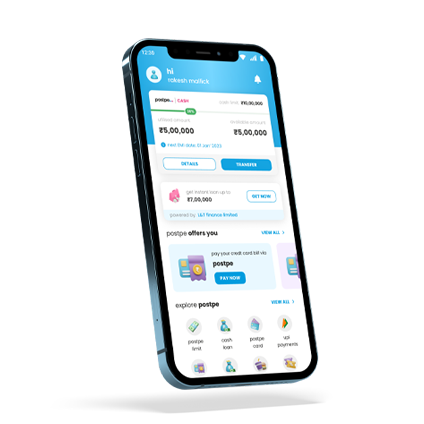 12:36
hi
rakesh mallick
postpe... | CASH
cash limit ₹10,00,000
50%
utilised amount
available amount
₹5,00,000
₹5,00,000
next bill date: 01 Jan' 2023
DETAILS
TRANSFER
get instant loan up to
₹7,00,000
GET NOW
powered by L&T finance limited
postpe offers you
VIEW ALL >
pay your credit card bill via
postpe
PAY NOW
explore postpe
VIEW ALL >
postpe limit
cash loan
postpe card
upi payments